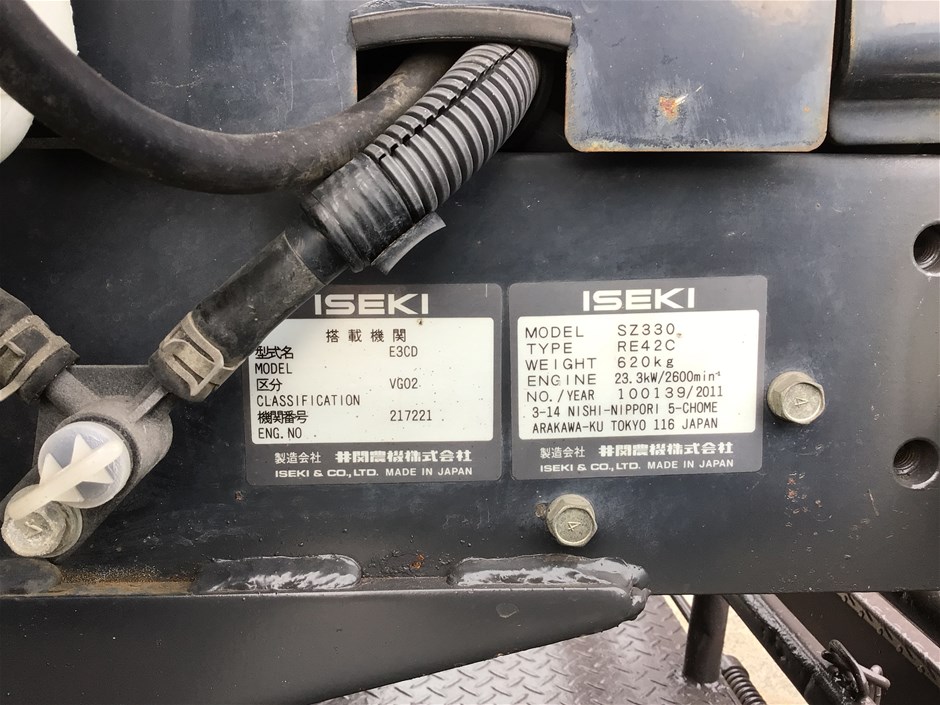 ISEKI
搭載機関
型式名 E3CD
MODEL
区分 VG02
CLASSIFICATION
機関番号 217221
ENG.NO
製造会社 井関農機株式会社
ISEKI & CO.,LTD. MADE IN JAPAN
ISEKI
MODEL SZ330
TYPE RE42C
WEIGHT 620kg
ENGINE 23.3kW/2600min⁻¹
NO./YEAR 100139/2011
3-14 NISHI-NIPPORI 5-CHOME
ARAKAWA-KU TOKYO 116 JAPAN
製造会社 井関農機株式会社
ISEKI & CO.,LTD. MADE IN JAPAN
4
4